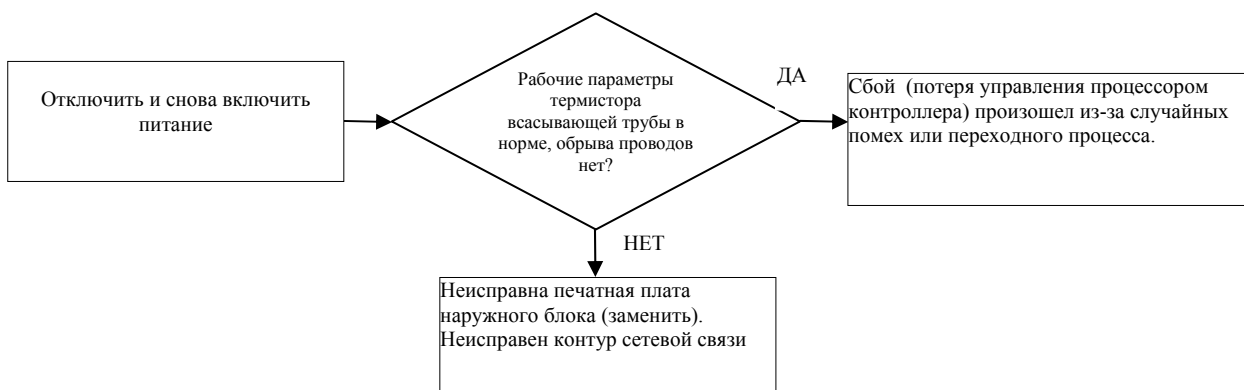 Отключить и снова включить
питание
Рабочие параметры
термистора
всасывающей трубы в
норме, обрыва проводов
нет?
ДА
Сбой (потеря управления процессором
контроллера) произошел из-за случайных
помех или переходного процесса.
НЕТ
Неисправна печатная плата
наружного блока (заменить).
Неисправен контур сетевой связи